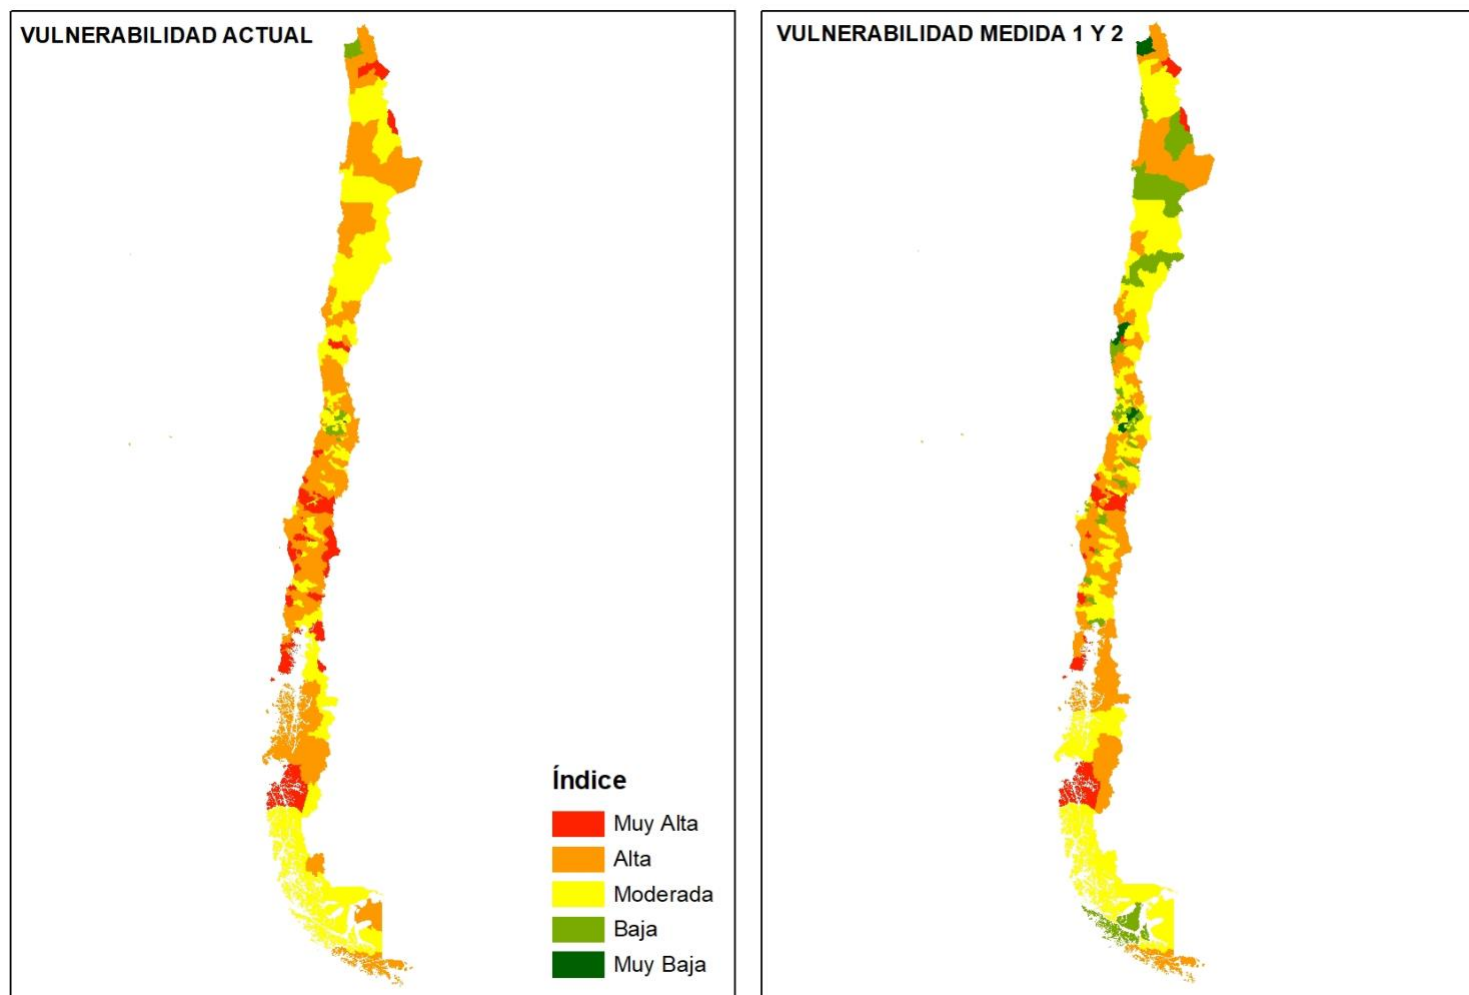 VULNERABILIDAD ACTUAL
VULNERABILIDAD MEDIDA 1 Y 2
Índice
Muy Alta
Alta
Moderada
Baja
Muy Baja